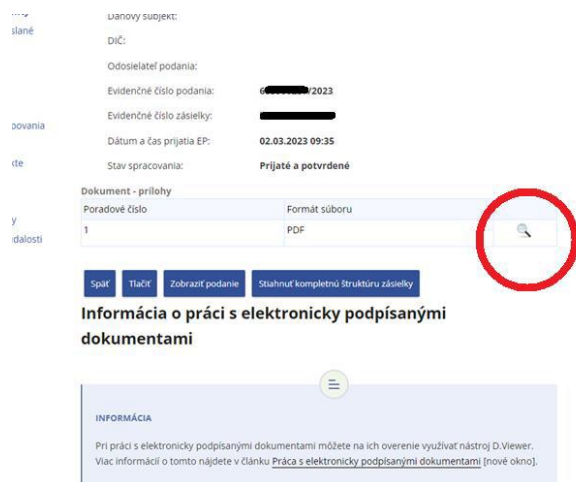 Daňový subjekt:
slané
DIČ:
Odosielateľ podania:
Evidenčné číslo podania: 6 /2023
Evidenčné číslo zásielky:
povania
Dátum a čas prijatia EP: 02.03.2023 09:35
kte
Stav spracovania: Prijaté a potvrdené
Dokument - prílohy
Poradové číslo Formát súboru
y
1 PDF
dalosti
Späť Tlačiť Zobraziť podanie Stiahnuť kompletnú štruktúru zásielky
Informácia o práci s elektronicky podpísanými
dokumentami
INFORMÁCIA
Pri práci s elektronicky podpísanými dokumentami môžete na ich overenie využívať nástroj D.Viewer.
Viac informácií o tomto nájdete v článku Práca s elektronicky podpísanými dokumentami [nové okno].